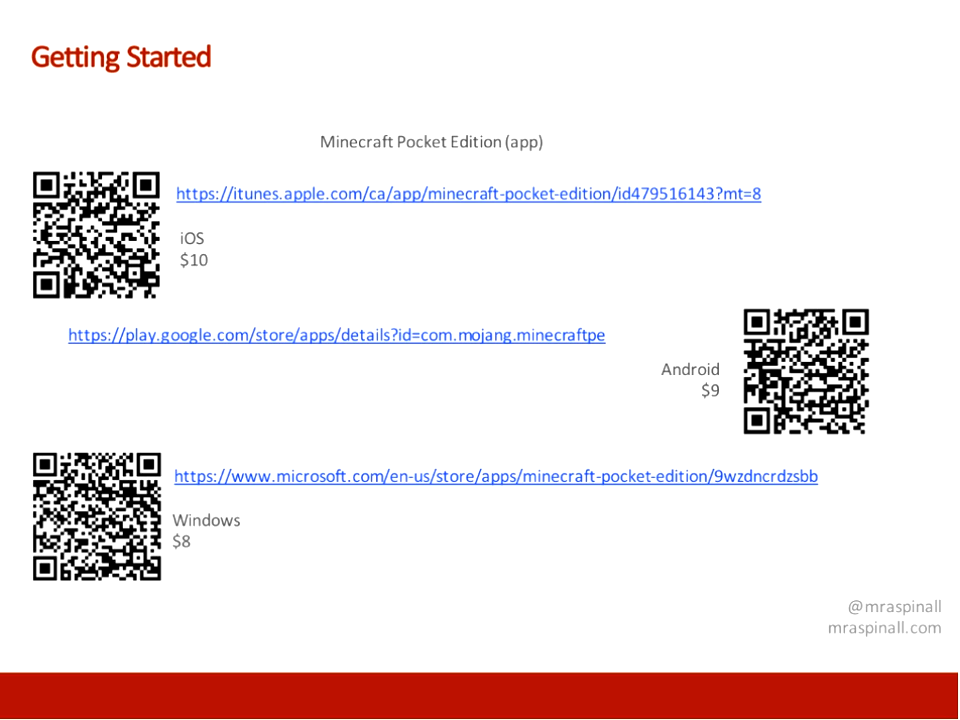 Getting Started
Minecraft Pocket Edition (app)
https://itunes.apple.com/ca/app/minecraft-pocket-edition/id479516143?mt=8
iOS
$10
https://play.google.com/store/apps/details?id=com.mojang.minecraftpe
Android
$9
https://www.microsoft.com/en-us/store/apps/minecraft-pocket-edition/9wzdncrdzsbb
Windows
$8
@mraspinall
mraspinall.com